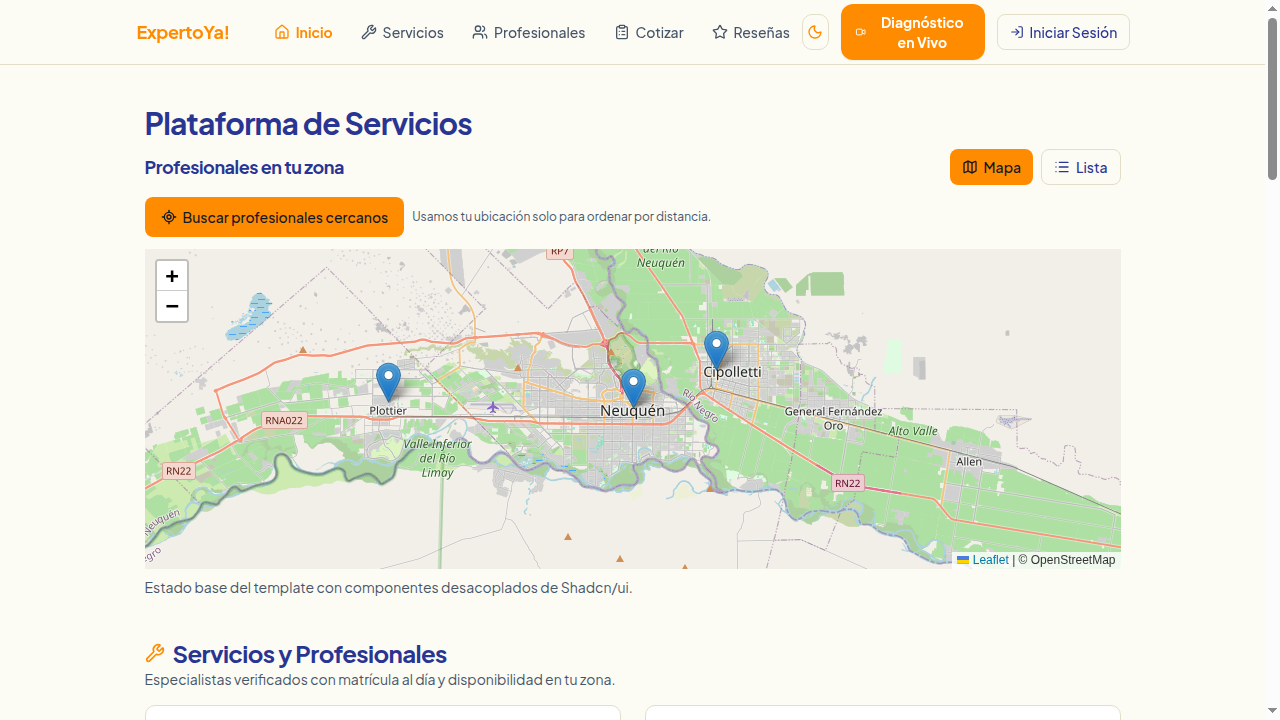 ExpertoYa!
Inicio
Servicios
Profesionales
Cotizar
Reseñas
Diagnóstico
en Vivo
Iniciar Sesión
Plataforma de Servicios
Profesionales en tu zona
Mapa
Lista
Buscar profesionales cercanos
Usamos tu ubicación solo para ordenar por distancia.
+
−
RP7
del Río
Neuquén
Cipolletti
Plottier
Neuquén
Río Negro
General Fernández
Oro
RNA022
Alto Valle
Valle Inferior
del Río
Limay
Allen
RN22
RN22
Neuquén
egro
Leaflet | © OpenStreetMap
Estado base del template con componentes desacoplados de Shadcn/ui.
Servicios y Profesionales
Especialistas verificados con matrícula al día y disponibilidad en tu zona.